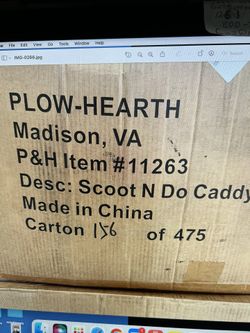 File Edit View Go Tools Window Help
IMG-0269.jpg
PLOW-HEARTH
Madison, VA
P&H Item #11263
Desc: Scoot N Do Caddy
Made in China
Carton 156 of 475